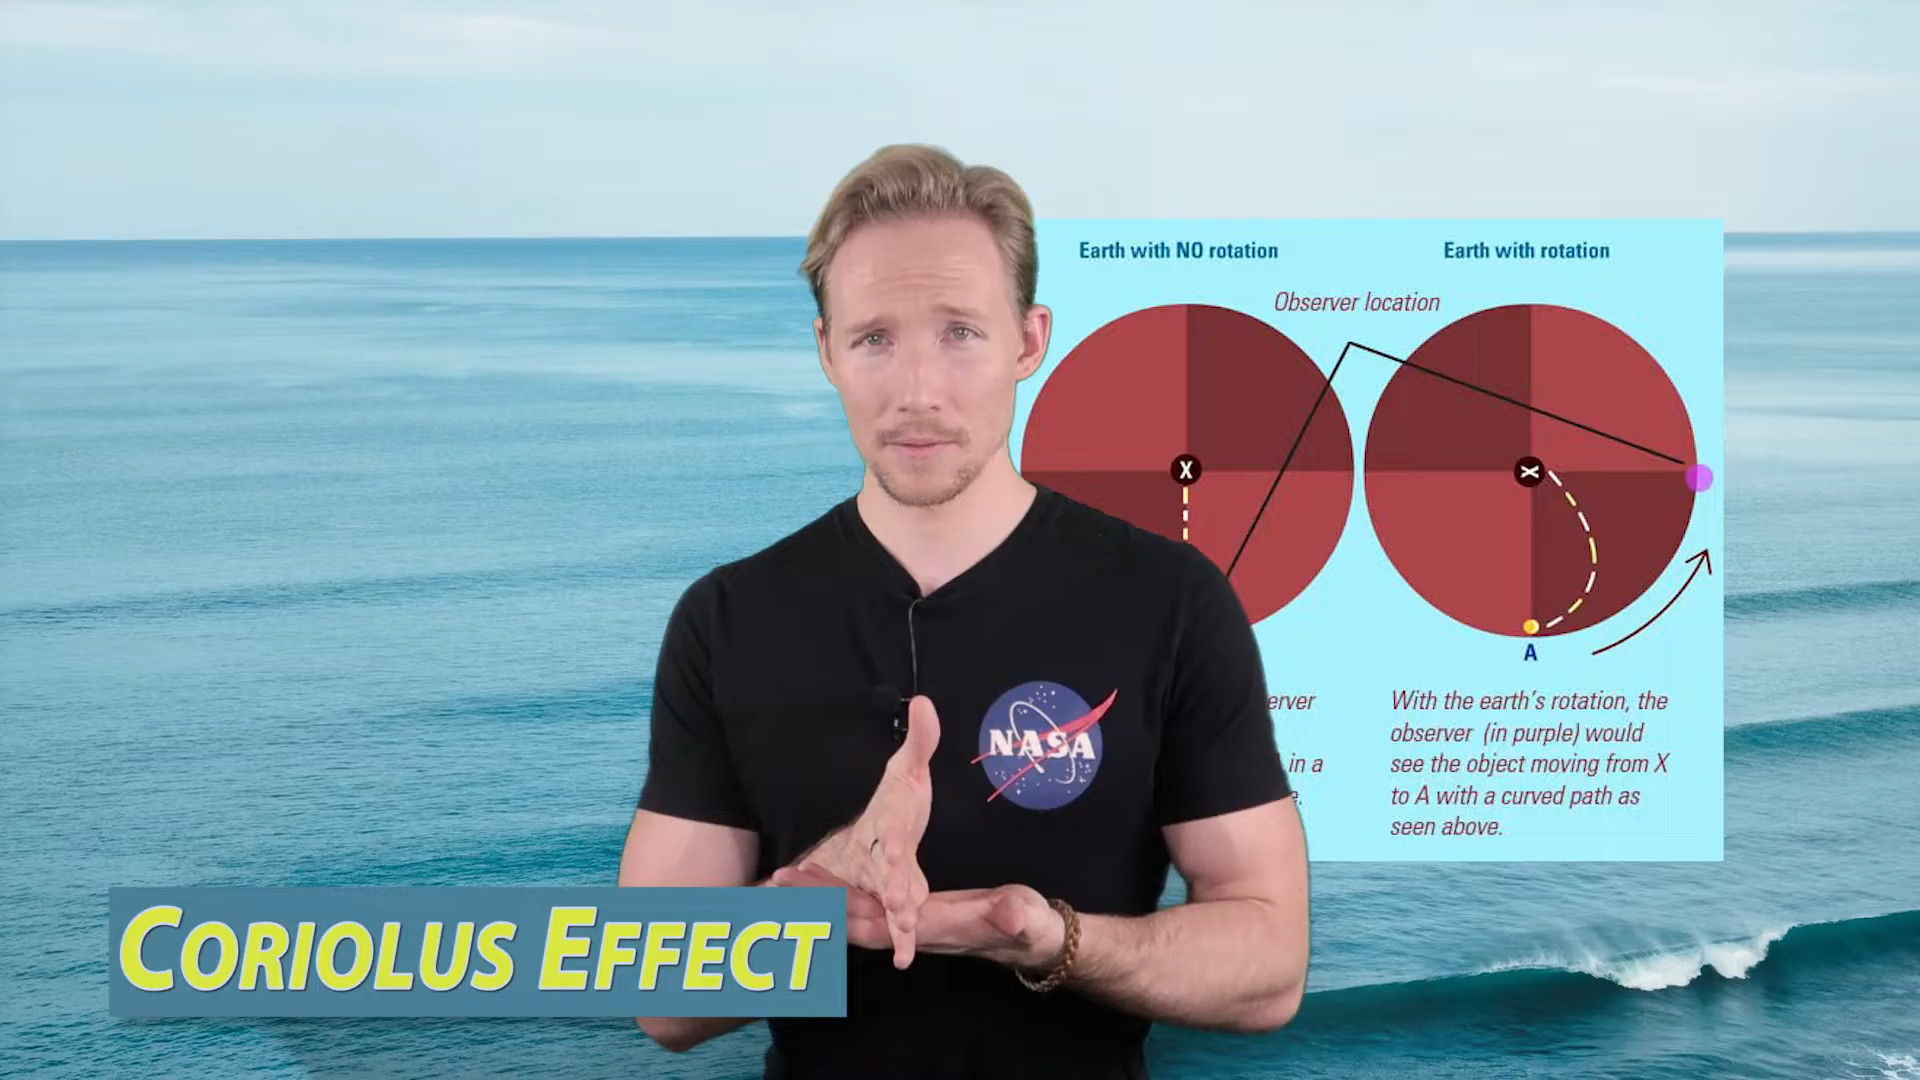 Earth with NO rotation
Earth with rotation
Observer location
X
X
A
With the earth's rotation, the
observer (in purple) would
see the object moving from X
to A with a curved path as
seen above.
in a
NASA
CORIOLUS EFFECT